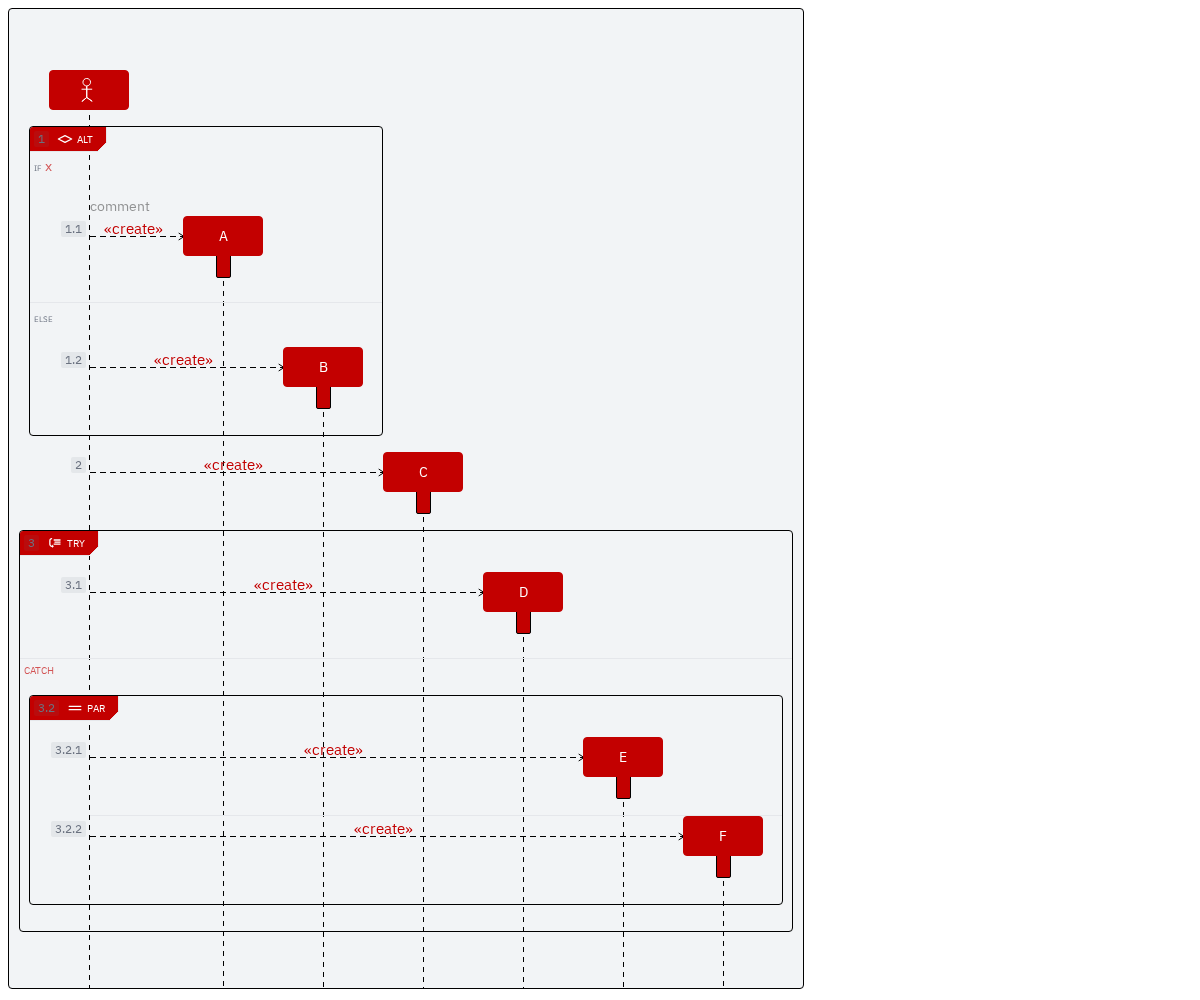 1 ALT
IF X
comment
1.1 «create» A
ELSE
1.2 «create» B
2 «create» C
3 TRY
3.1 «create» D
CATCH
3.2 PAR
3.2.1 «create» E
3.2.2 «create» F